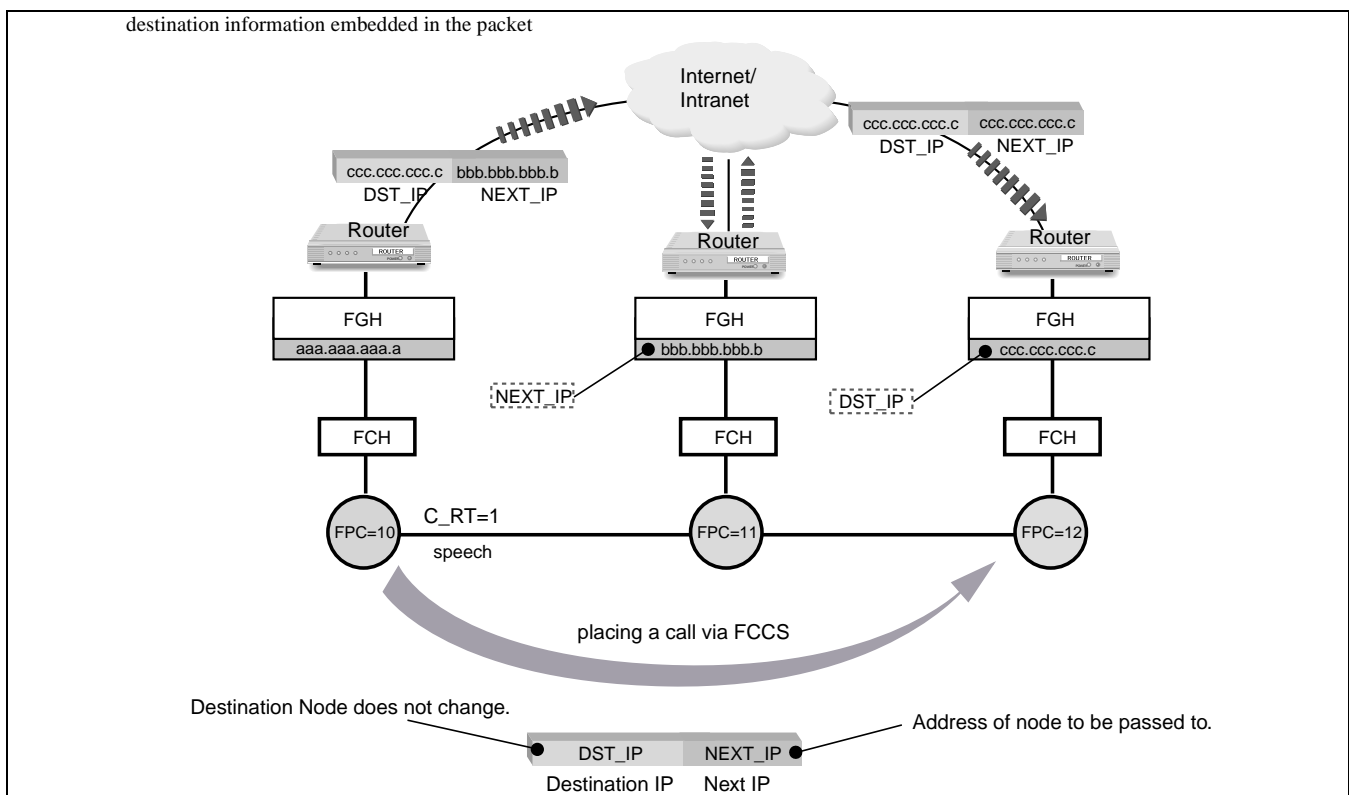 destination information embedded in the packet
Internet/
Intranet
ccc.ccc.ccc.c ccc.ccc.ccc.c
DST_IP NEXT_IP
ccc.ccc.ccc.c bbb.bbb.bbb.b
DST_IP NEXT_IP
Router Router Router
ROUTER ROUTER ROUTER
POWER POWER POWER
FGH FGH FGH
aaa.aaa.aaa.a bbb.bbb.bbb.b ccc.ccc.ccc.c
NEXT_IP DST_IP
FCH FCH FCH
C_RT=1
FPC=10 FPC=11 FPC=12
speech
placing a call via FCCS
Destination Node does not change.
Address of node to be passed to.
DST_IP NEXT_IP
Destination IP Next IP